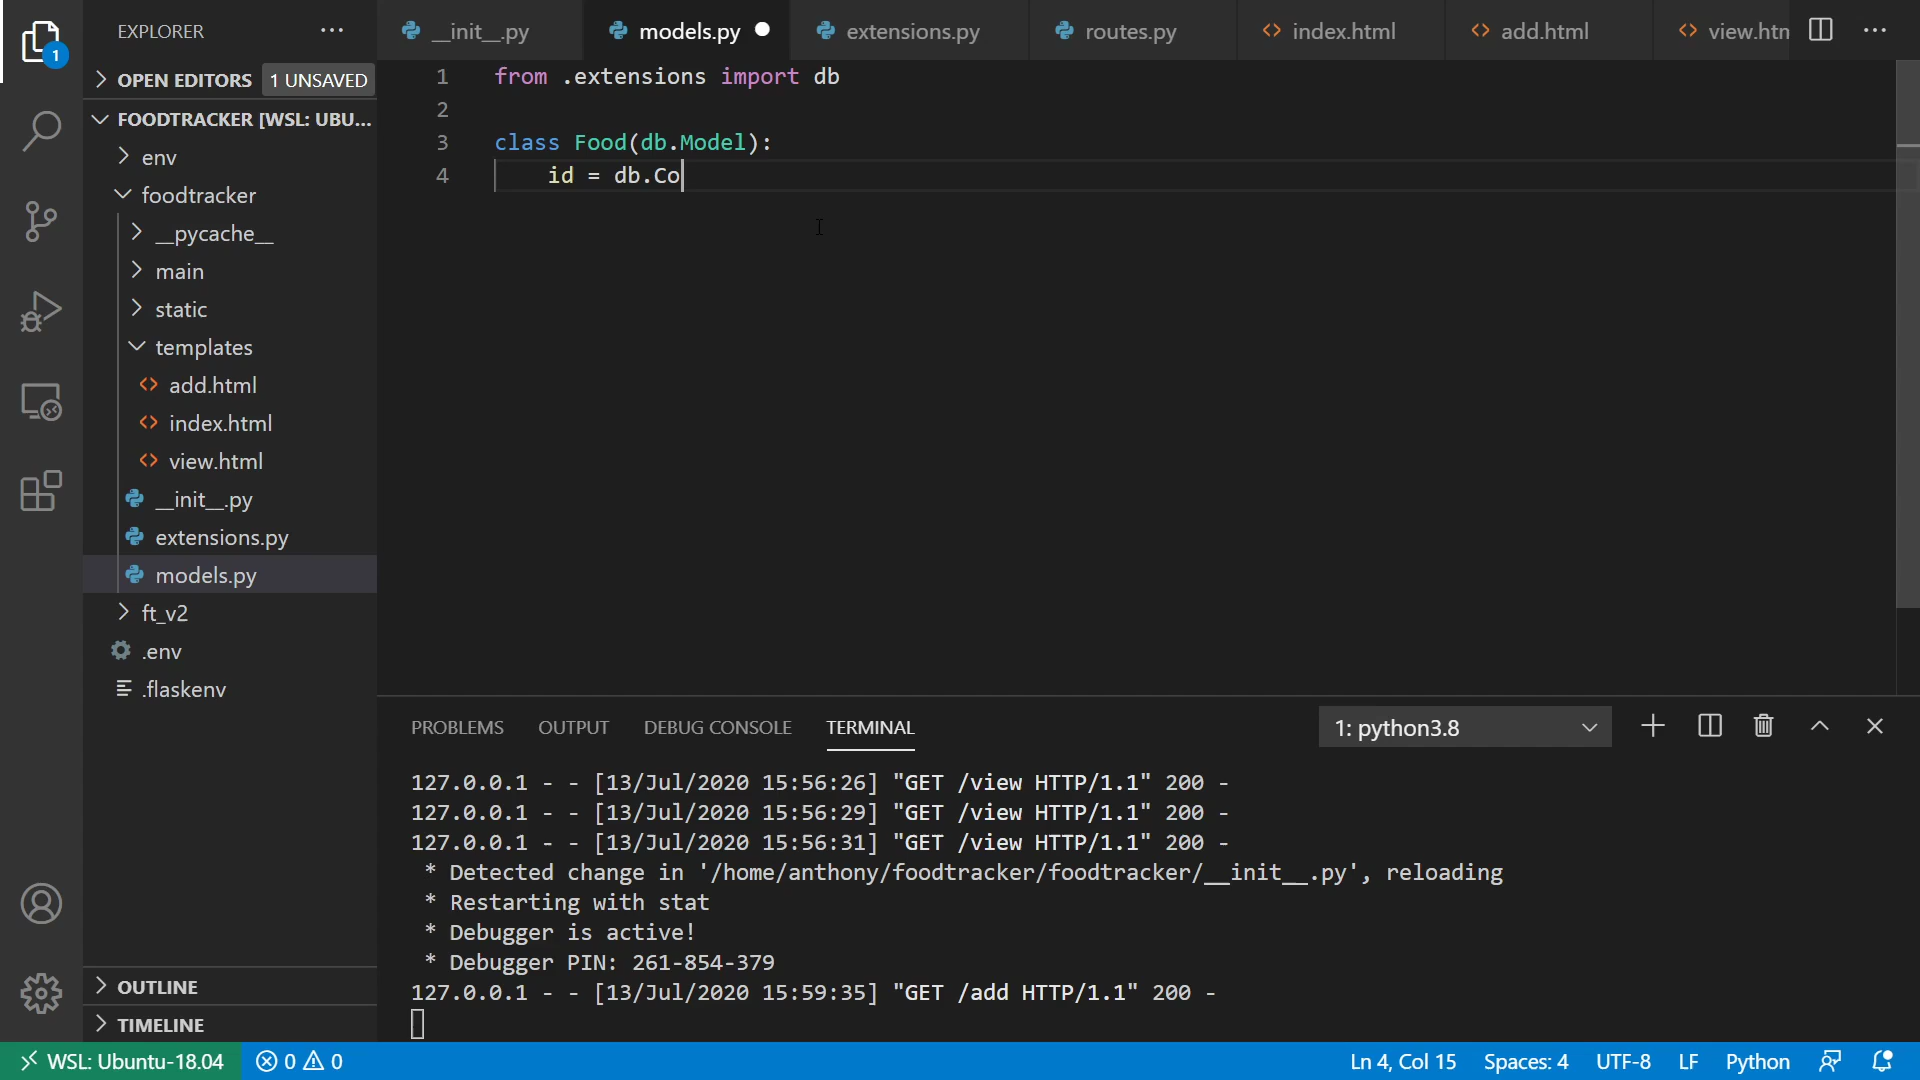 EXPLORER
OPEN EDITORS 1 UNSAVED
FOODTRACKER [WSL: UBU...
env
foodtracker
__pycache__
main
static
templates
add.html
index.html
view.html
__init__.py
extensions.py
models.py
ft_v2
.env
.flaskenv
OUTLINE
TIMELINE
1
__init__.py models.py extensions.py routes.py index.html add.html view.htm
1 from .extensions import db
2
3 class Food(db.Model):
4 id = db.Co
PROBLEMS OUTPUT DEBUG CONSOLE TERMINAL 1: python3.8
127.0.0.1 - - [13/Jul/2020 15:56:26] "GET /view HTTP/1.1" 200 -
127.0.0.1 - - [13/Jul/2020 15:56:29] "GET /view HTTP/1.1" 200 -
127.0.0.1 - - [13/Jul/2020 15:56:31] "GET /view HTTP/1.1" 200 -
* Detected change in '/home/anthony/foodtracker/foodtracker/__init__.py', reloading
* Restarting with stat
* Debugger is active!
* Debugger PIN: 261-854-379
127.0.0.1 - - [13/Jul/2020 15:59:35] "GET /add HTTP/1.1" 200 -
WSL: Ubuntu-18.04 0 0 Ln 4, Col 15 Spaces: 4 UTF-8 LF Python